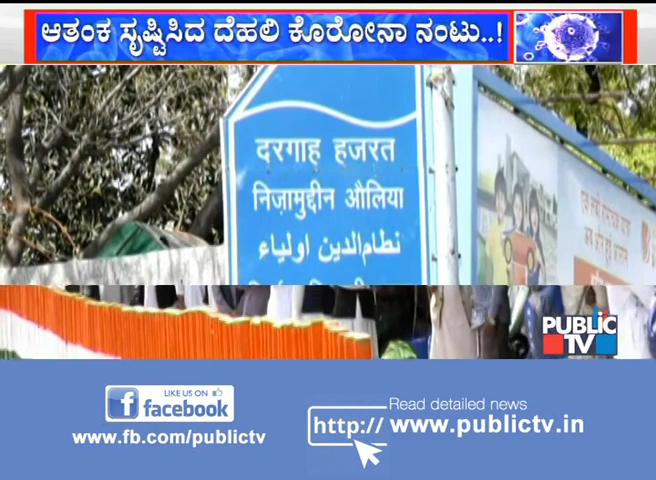 ಆತಂಕ ಸೃಷ್ಟಿಸಿದ ದೆಹಲಿ ಕೊರೋನಾ ನಂಟು..!
दरगाह हजरत
निज़ामुद्दीन औलिया
نظام الدین اولیاء
PUBLIC
TV
LIKE US ON
facebook
www.fb.com/publictv
Read detailed news
http:// www.publictv.in